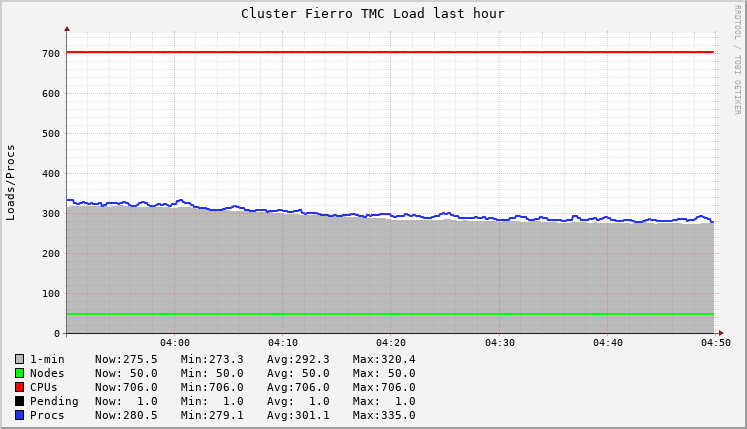 Cluster Fierro TMC Load last hour
RRDTOOL / TOBI OETIKER
Loads/Procs
700
600
500
400
300
200
100
0
04:00 04:10 04:20 04:30 04:40 04:50
1-min Now:275.5 Min:273.3 Avg:292.3 Max:320.4
Nodes Now: 50.0 Min: 50.0 Avg: 50.0 Max: 50.0
CPUs Now:706.0 Min:706.0 Avg:706.0 Max:706.0
Pending Now: 1.0 Min: 1.0 Avg: 1.0 Max: 1.0
Procs Now:280.5 Min:279.1 Avg:301.1 Max:335.0